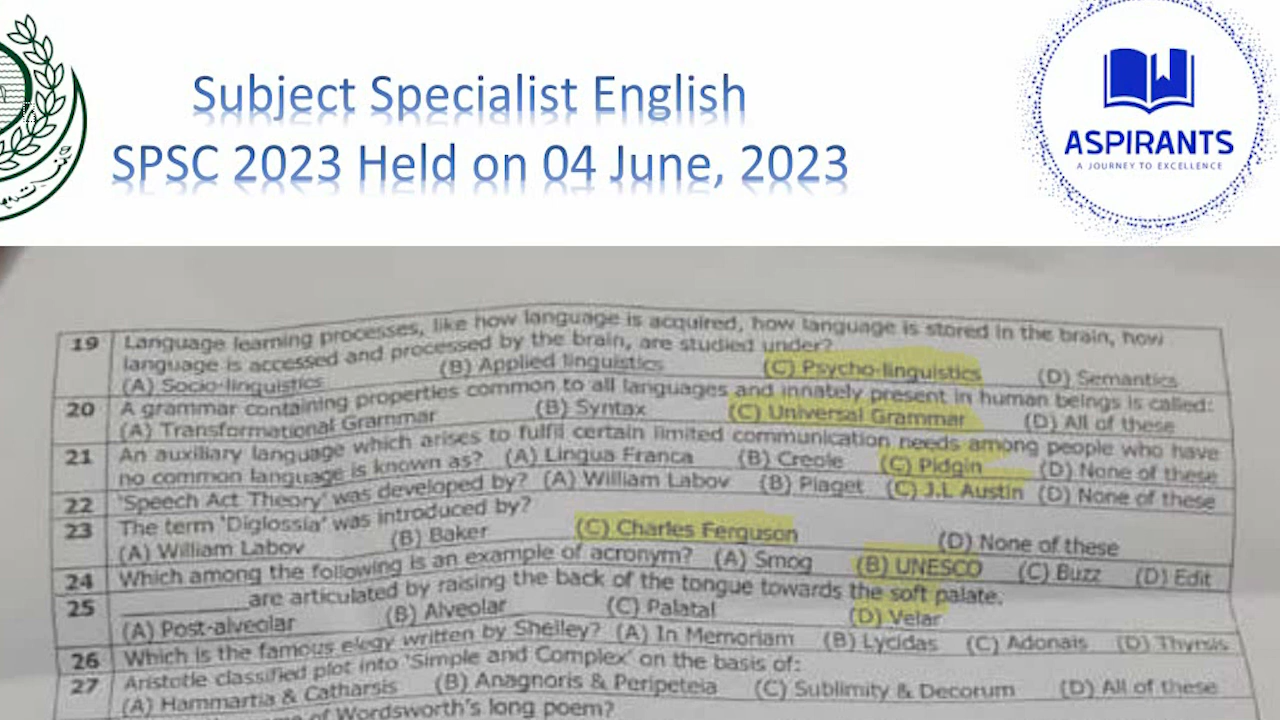 Subject Specialist English
SPSC 2023 Held on 04 June, 2023
ASPIRANTS
A JOURNEY TO EXCELLENCE
19 Language learning processes, like how language is acquired, how language is stored in the brain, how
language is accessed and processed by the brain, are studied under?
(A) Socio-linguistics (B) Applied linguistics (C) Psycho-linguistics (D) Semantics
20 A grammar containing properties common to all languages and innately present in human beings is called:
(A) Transformational Grammar (B) Syntax (C) Universal Grammar (D) All of these
21 An auxiliary language which arises to fulfil certain limited communication needs among people who have
no common language is known as? (A) Lingua Franca (B) Creole (C) Pidgin (D) None of these
22 'Speech Act Theory' was developed by? (A) William Labov (B) Piaget (C) J.L Austin (D) None of these
23 The term 'Diglossia' was introduced by?
(A) William Labov (B) Baker (C) Charles Ferguson (D) None of these
24 Which among the following is an example of acronym? (A) Smog (B) UNESCO (C) Buzz (D) Edit
25 ____________are articulated by raising the back of the tongue towards the soft palate.
(A) Post-alveolar (B) Alveolar (C) Palatal (D) Velar
26 Which is the famous elegy written by Shelley? (A) In Memoriam (B) Lycidas (C) Adonais (D) Thyrsis
27 Aristotle classified plot into 'Simple and Complex' on the basis of:
(A) Hammartia & Catharsis (B) Anagnoris & Peripeteia (C) Sublimity & Decorum (D) All of these
of Wordsworth's long poem?